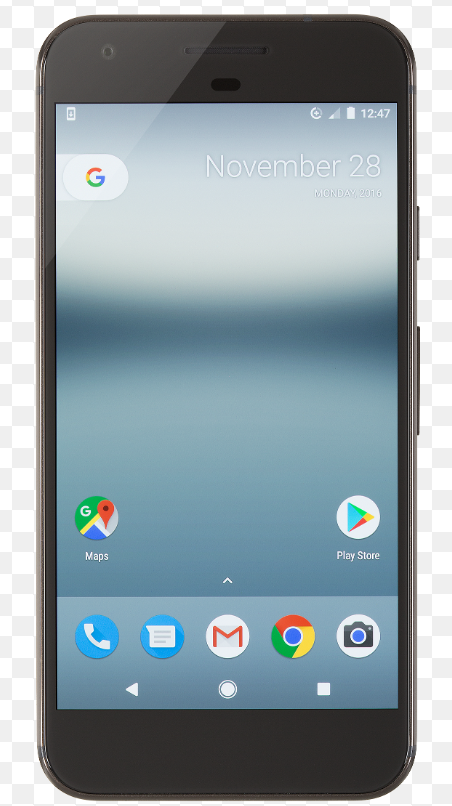 12:47
G
November 28
MONDAY, 2016
G
Maps
Play Store